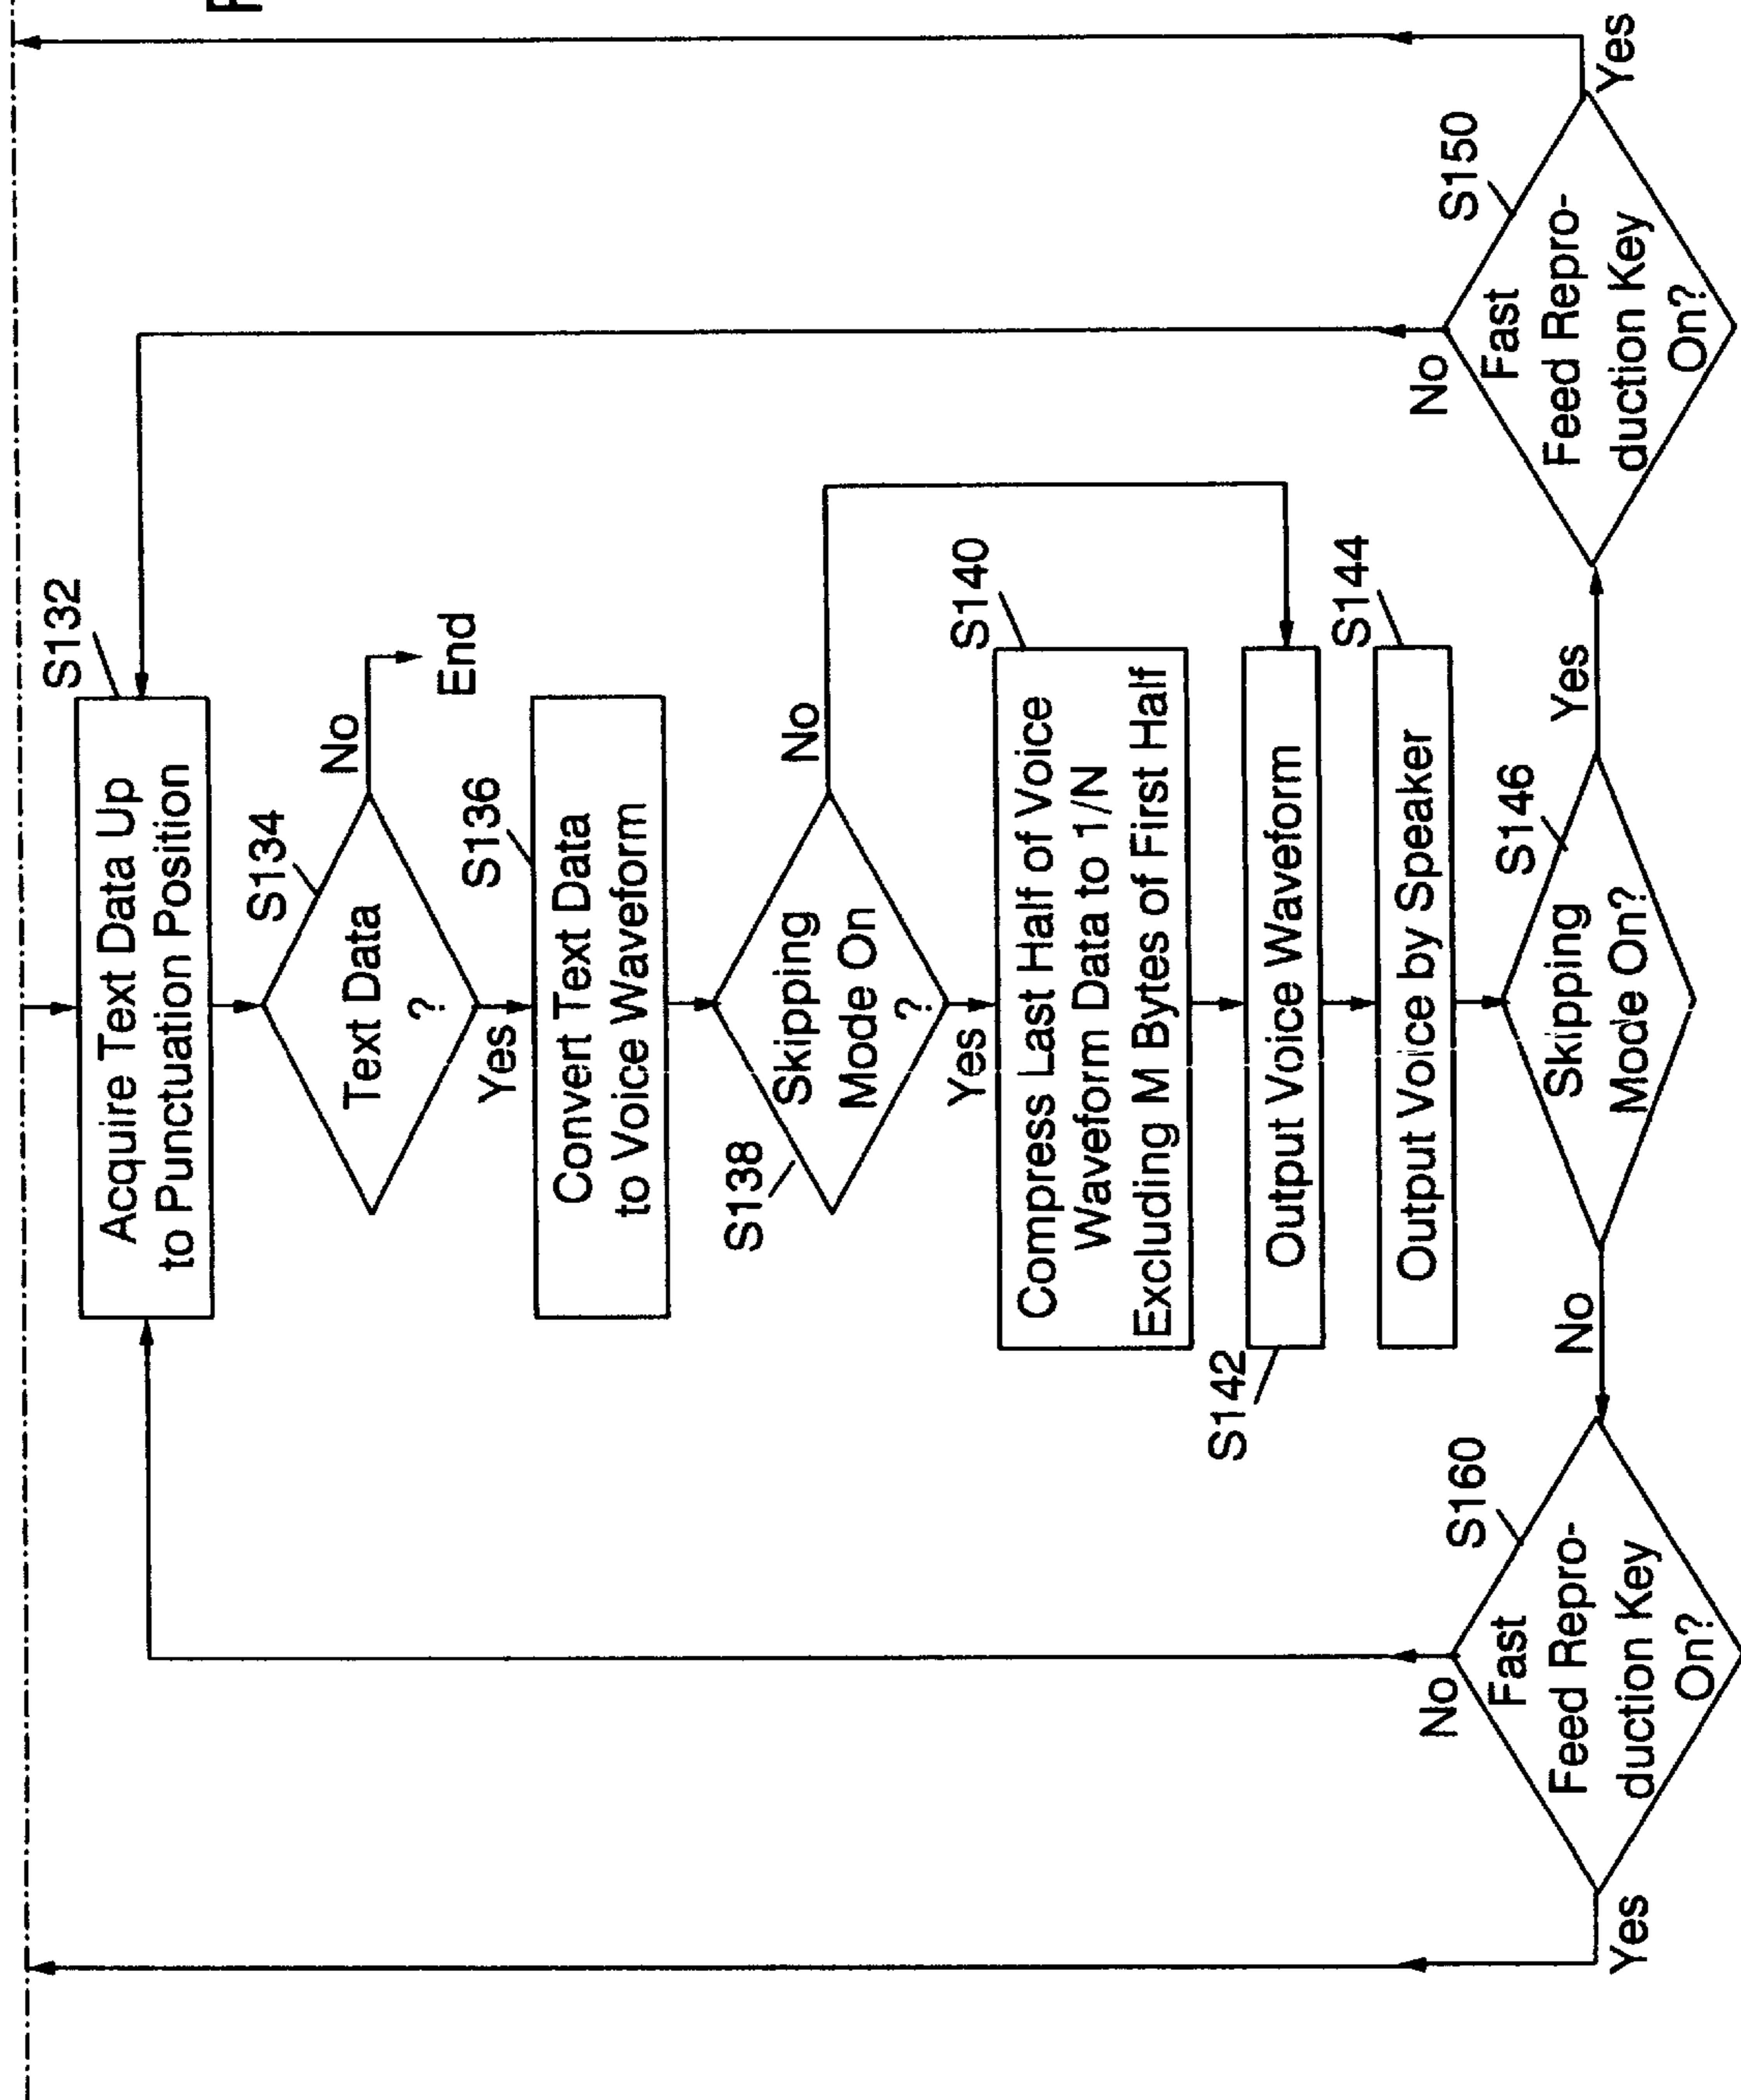 F
S132
Acquire Text Data Up
to Punctuation Position
S134
Text Data
?
No
End
Yes
S136
Convert Text Data
to Voice Waveform
S138
Skipping
Mode On
?
No
Yes
S140
Compress Last Half of Voice
Waveform Data to 1/N
Excluding M Bytes of First Half
S142
Output Voice Waveform
S144
Output Voice by Speaker
S146
Skipping
Mode On?
No
Yes
S160
Fast
Feed Repro-
duction Key
On?
No
Yes
S150
Fast
Feed Repro-
duction Key
On?
No
Yes